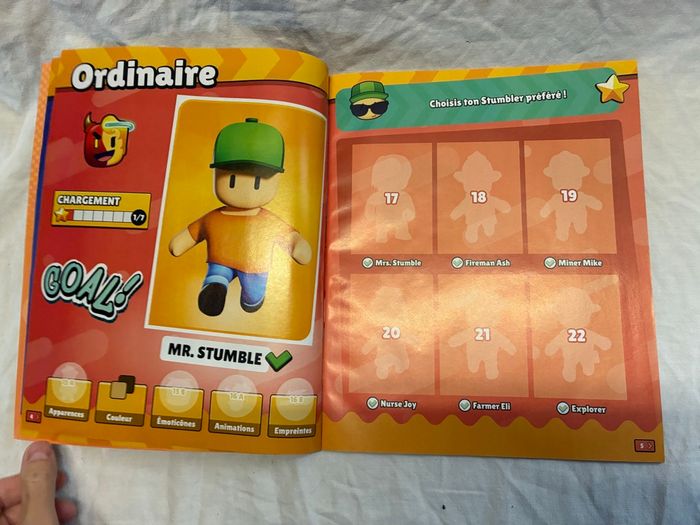 Ordinaire
CHARGEMENT
1/7
GOAL!
MR. STUMBLE
Apparences
Couleur
Émoticônes
Animations
Empreintes
4
Choisis ton Stumbler préféré !
17
18
19
Mrs. Stumble
Fireman Ash
Miner Mike
20
21
22
Nurse Joy
Farmer Eli
Explorer
5